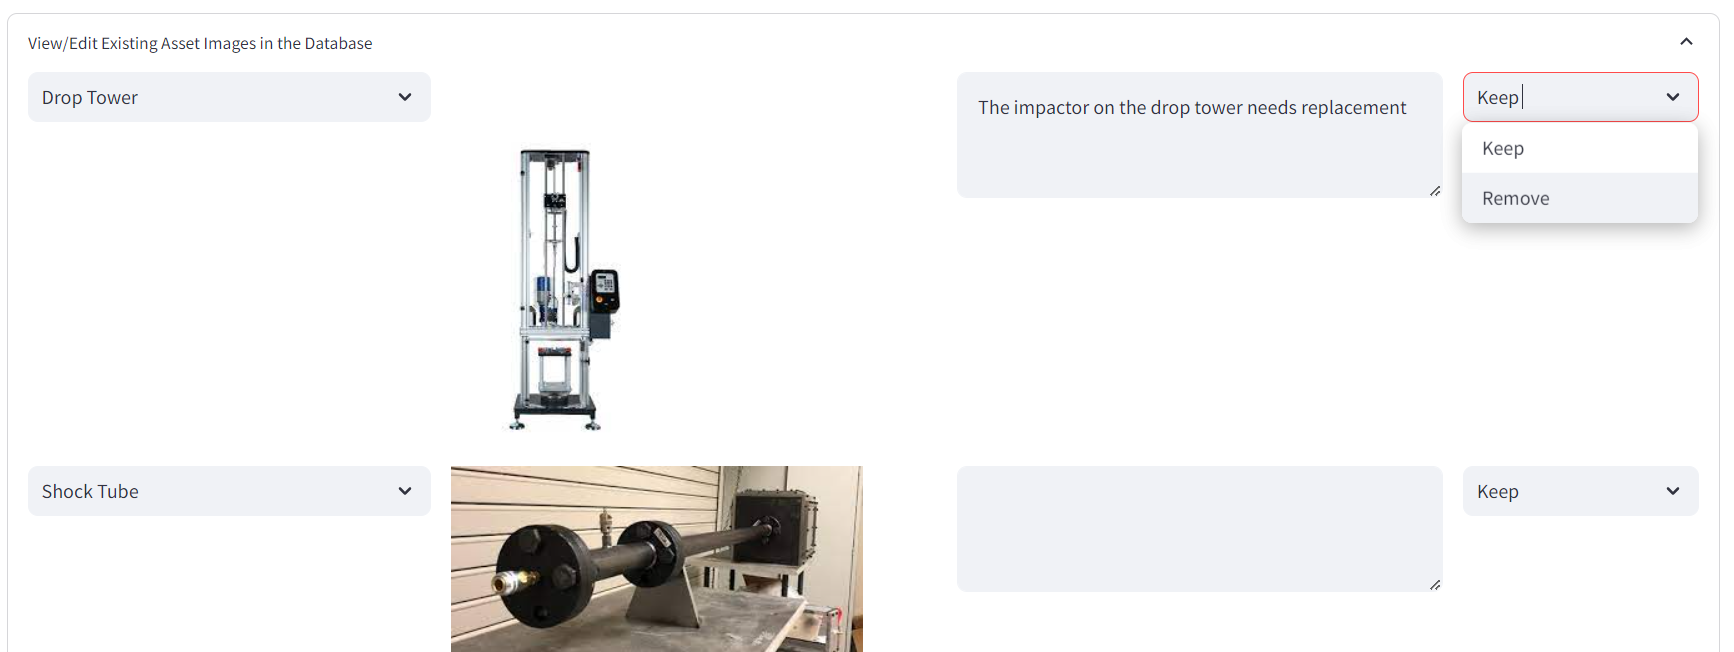 View/Edit Existing Asset Images in the Database
Drop Tower
The impactor on the drop tower needs replacement
Keep
Keep
Remove
Shock Tube
Keep